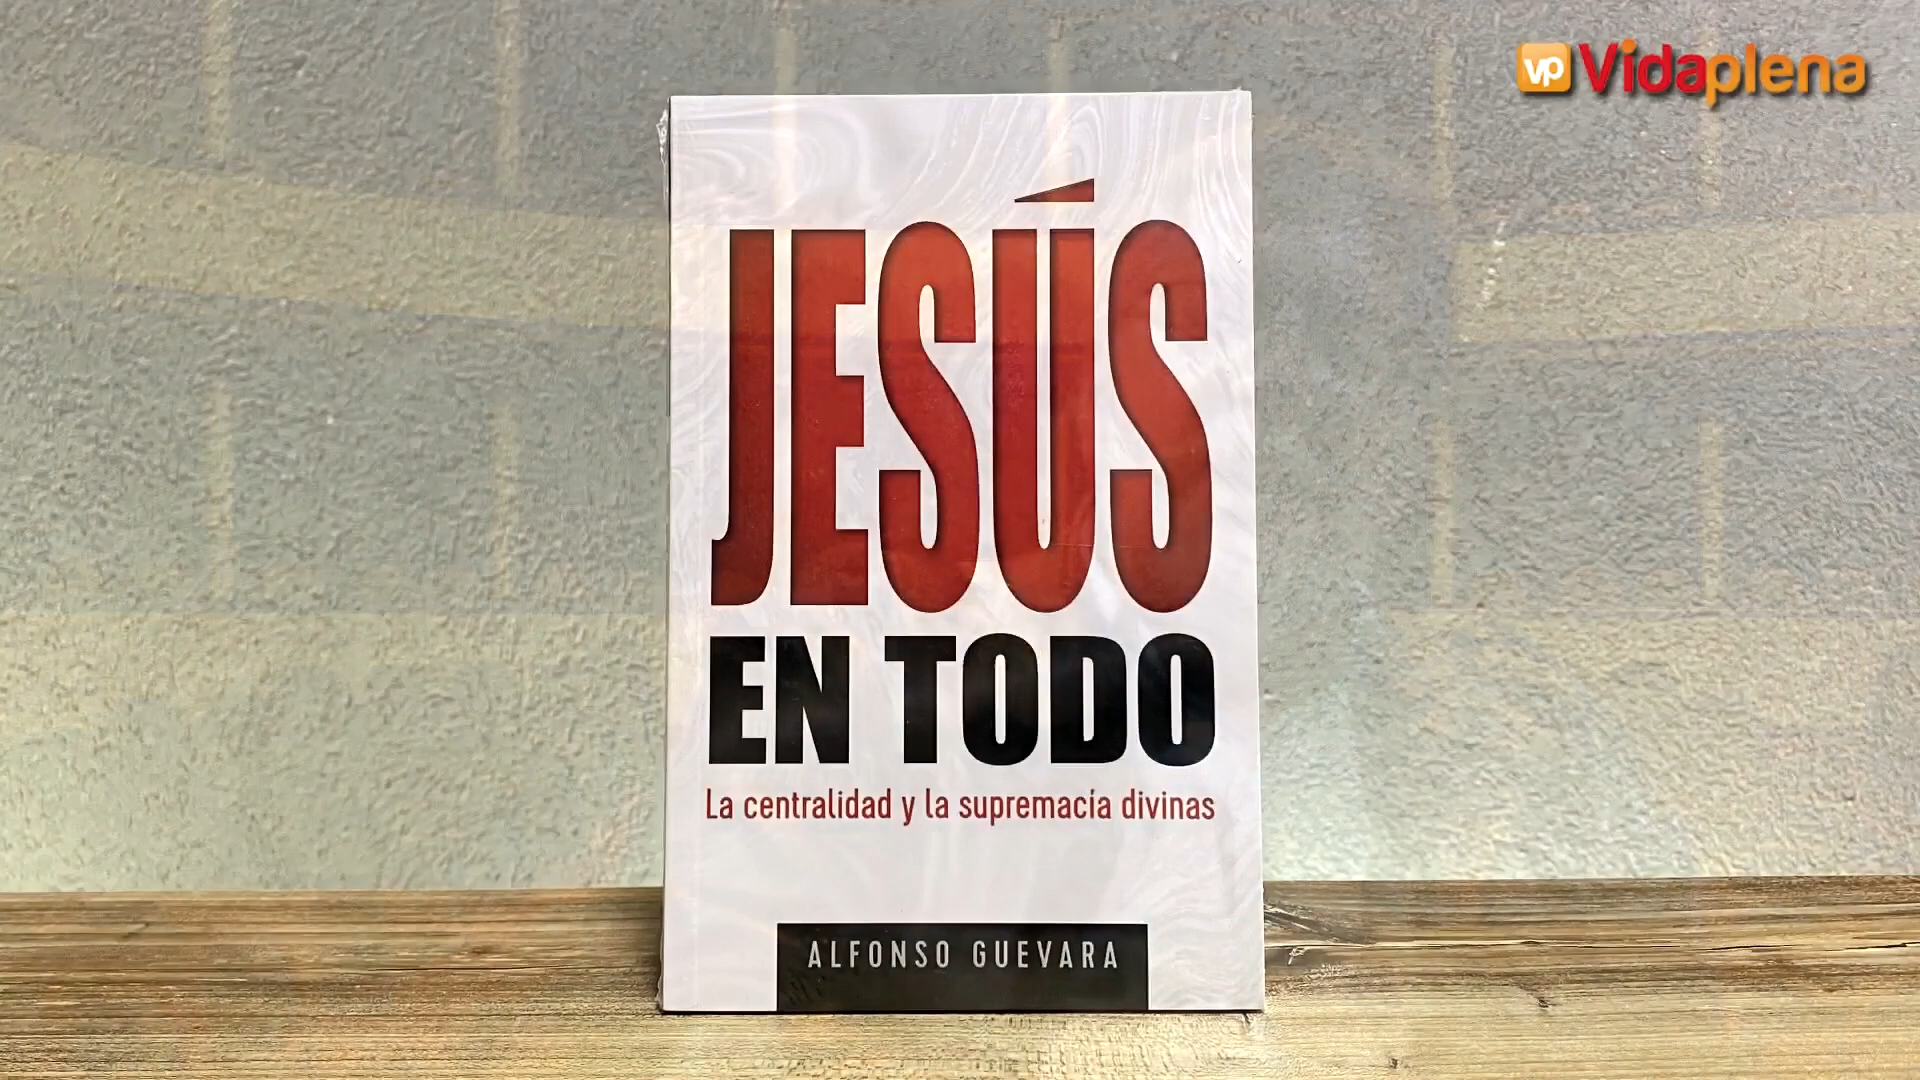 vp Vidaplena
JESÚS
EN TODO
La centralidad y la supremacía divinas
ALFONSO GUEVARA